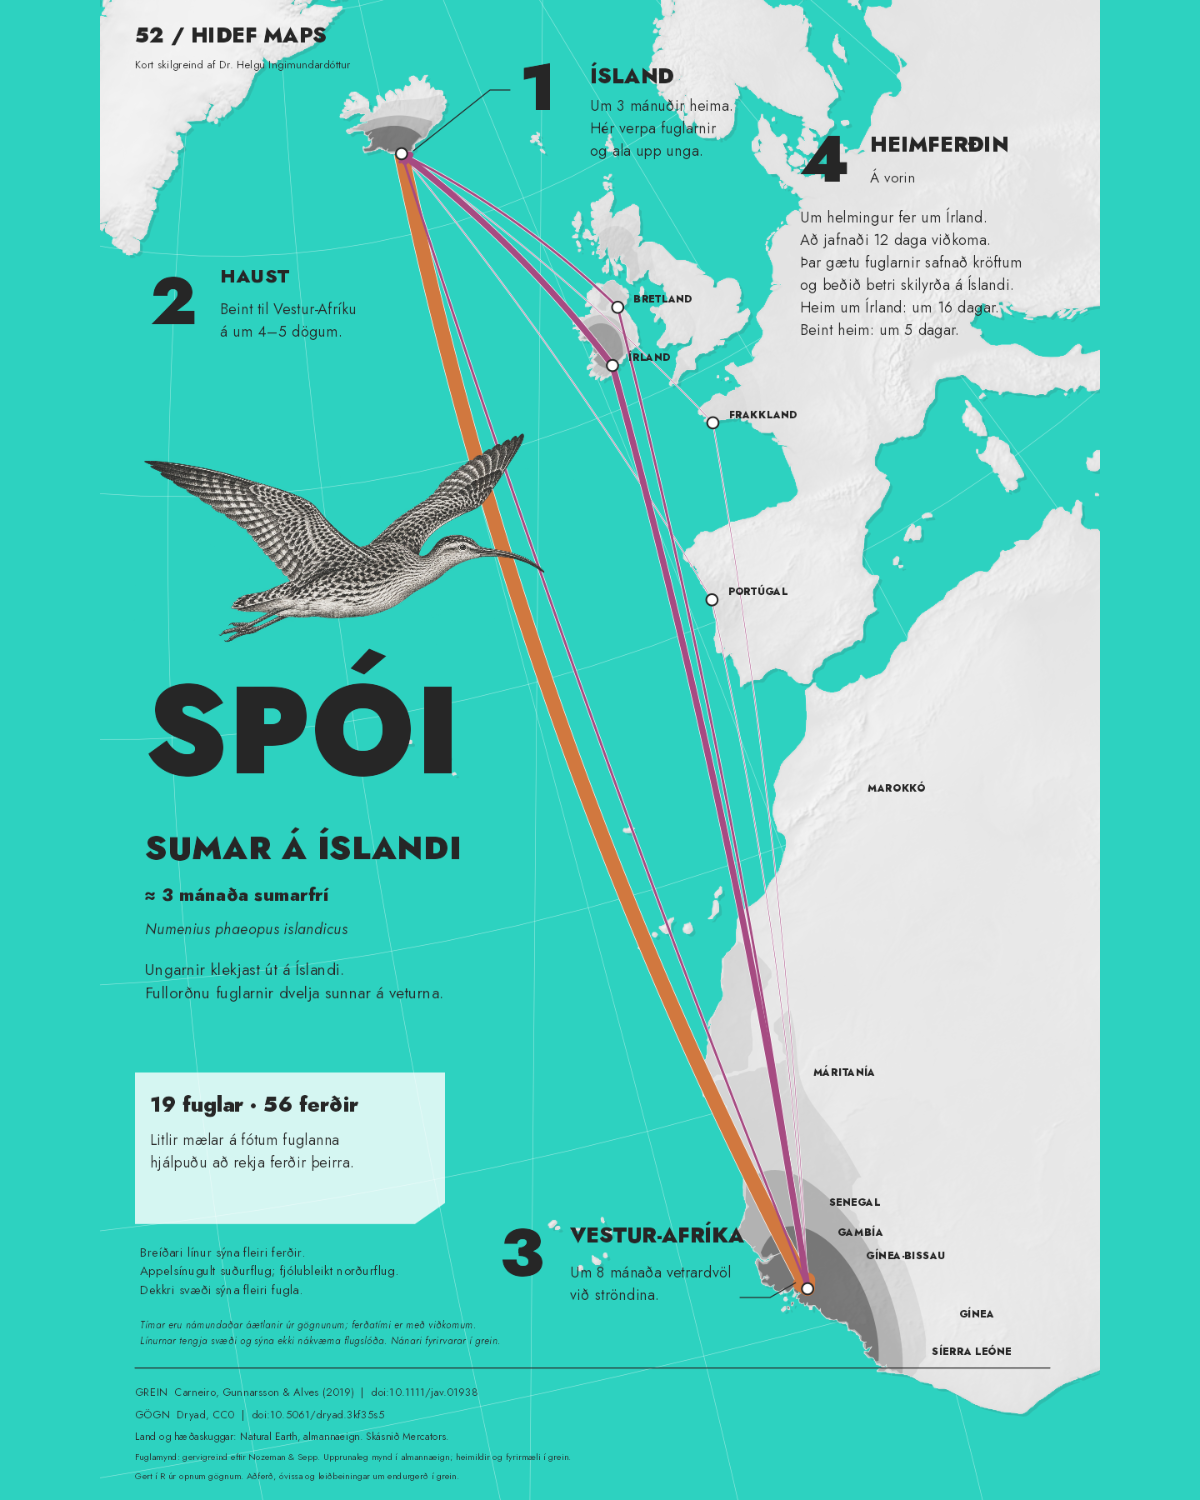 52 / HIDEF MAPS
Kort skilgreind af Dr. Helgu Ingimundardóttur
1
ÍSLAND
Um 3 mánuðir heima.
Hér verpa fuglarnir
og ala upp unga.
4
HEIMFERÐIN
Á vorin
Um helmingur fer um Írland.
Að jafnaði 12 daga viðkoma.
Þar gætu fuglarnir safnað kröftum
og beðið betri skilyrða á Íslandi.
Heim um Írland: um 16 dagar.
Beint heim: um 5 dagar.
2
HAUST
Beint til Vestur-Afríku
á um 4–5 dögum.
BRETLAND
ÍRLAND
FRAKKLAND
PORTÚGAL
SPÓI
MAROKKÓ
SUMAR Á ÍSLANDI
≈ 3 mánaða sumarfrí
Numenius phaeopus islandicus
Ungarnir klekjast út á Íslandi.
Fullorðnu fuglarnir dvelja sunnar á veturna.
MÁRITANÍA
19 fuglar · 56 ferðir
Litlir mælar á fótum fuglanna
hjálpuðu að rekja ferðir þeirra.
SENEGAL
GAMBÍA
GÍNEA-BISSAU
GÍNEA
SÍERRA LEÓNE
3
VESTUR-AFRÍKA
Um 8 mánaða vetrardvöl
við ströndina.
Breiðari línur sýna fleiri ferðir.
Appelsínugult suðurflug; fjólubleikt norðurflug.
Dekkri svæði sýna fleiri fugla.
Tímar eru námundaðar áætlanir úr gögnunum; ferðatími er með viðkomum.
Línurnar tengja svæði og sýna ekki nákvæma flugslóða. Nánari fyrirvarar í grein.
GREIN Carneiro, Gunnarsson & Alves (2019) | doi:10.1111/jav.01938
GÖGN Dryad, CC0 | doi:10.5061/dryad.3kf35s5
Land og hæðaskuggar: Natural Earth, almannaeign. Skásnið Mercators.
Fuglamynd: gervigreind eftir Nozeman & Sepp. Upprunaleg mynd í almannaeign; heimildir og fyrirmæli í grein.
Gert í R úr opnum gögnum. Aðferð, óvissa og leiðbeiningar um endurgerð í grein.